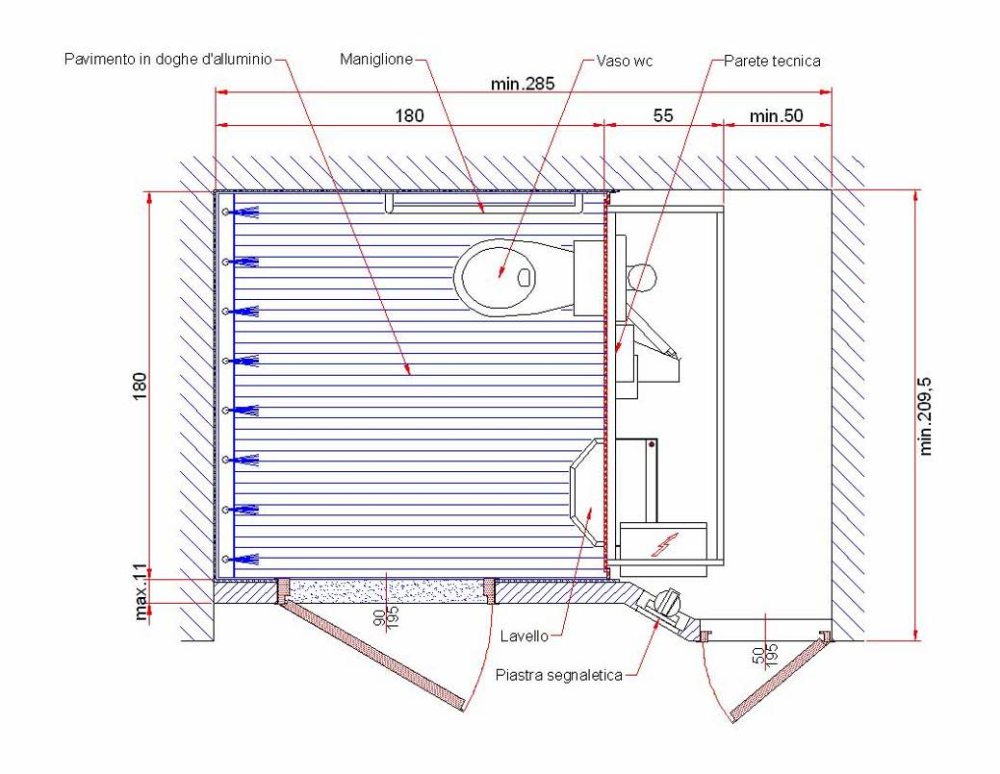 Pavimento in doghe d'alluminio
Maniglione
Vaso wc
Parete tecnica
min.285
180
55
min.50
180
min.209,5
max.11
90
195
50
195
Lavello
Piastra segnaletica